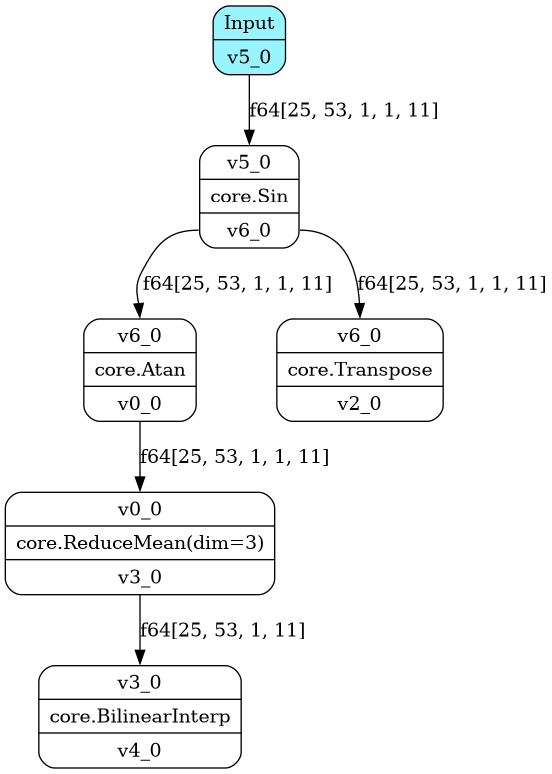 Input
v5_0
f64[25, 53, 1, 1, 11]
v5_0
core.Sin
v6_0
f64[25, 53, 1, 1, 11]
f64[25, 53, 1, 1, 11]
v6_0
core.Atan
v0_0
v6_0
core.Transpose
v2_0
f64[25, 53, 1, 1, 11]
v0_0
core.ReduceMean(dim=3)
v3_0
f64[25, 53, 1, 11]
v3_0
core.BilinearInterp
v4_0